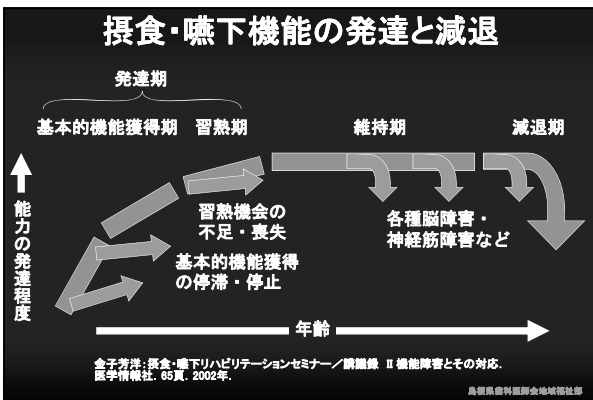 摂食・嚥下機能の発達と減退
発達期
基本的機能獲得期
習熟期
維持期
減退期
能力の発達程度
習熟機会の
不足・喪失
基本的機能獲得
の停滞・停止
各種脳障害・
神経筋障害など
年齢
金子芳洋：摂食・嚥下リハビリテーションセミナー／講議録 Ⅱ機能障害とその対応.
医学情報社. 65頁. 2002年.
島根県歯科医師会地域福祉部